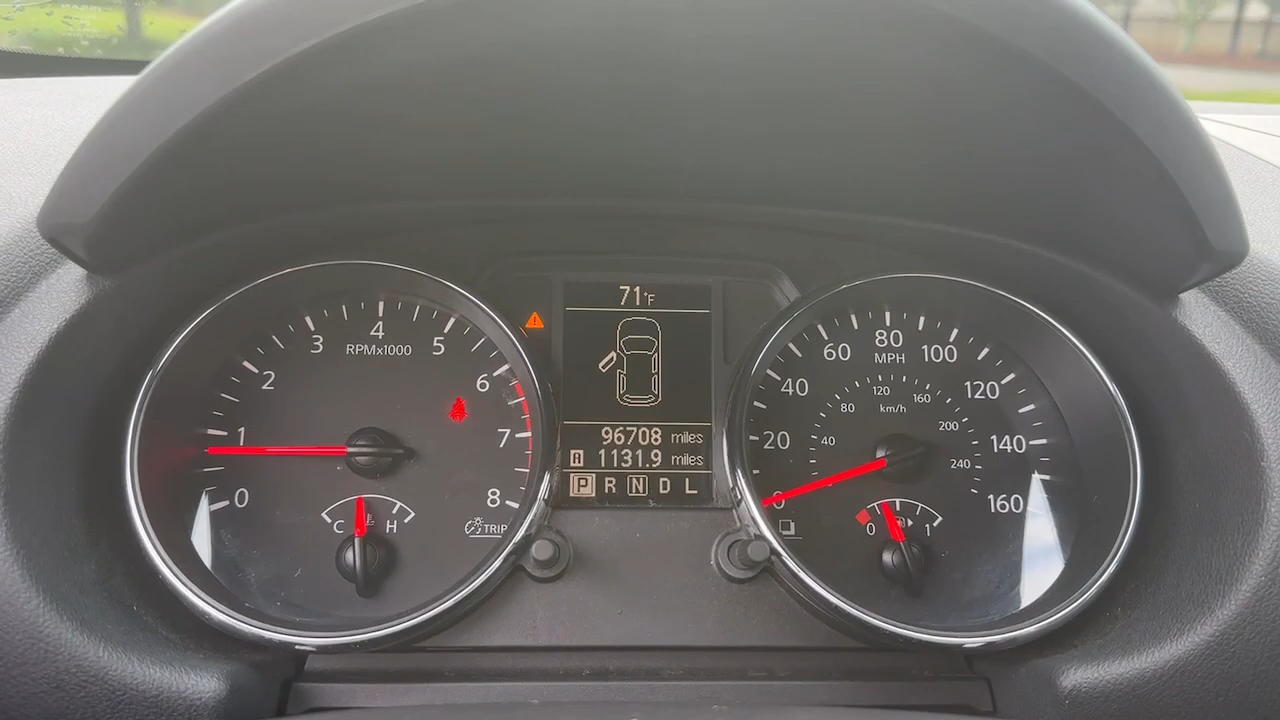 71°F
96708 miles
A 1131.9 miles
P R N D L
0 1 2 3 4 5 6 7 8
RPMx1000
C H
TRIP
0 20 40 60 80 100 120 140 160
MPH
40 80 120 160 200 240
km/h
0 1